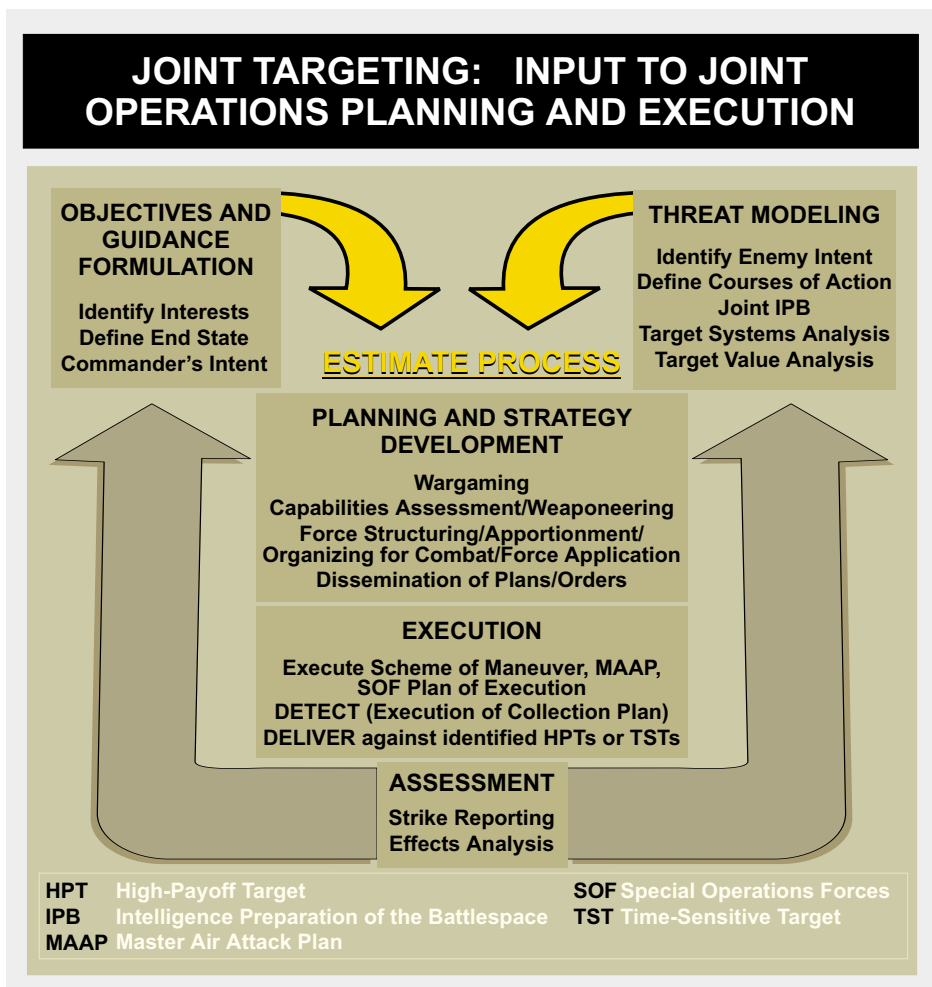 JOINT TARGETING: INPUT TO JOINT
OPERATIONS PLANNING AND EXECUTION
OBJECTIVES AND
GUIDANCE
FORMULATION
Identify Interests
Define End State
Commander’s Intent
THREAT MODELING
Identify Enemy Intent
Define Courses of Action
Joint IPB
Target Systems Analysis
Target Value Analysis
ESTIMATE PROCESS
PLANNING AND STRATEGY
DEVELOPMENT
Wargaming
Capabilities Assessment/Weaponeering
Force Structuring/Apportionment/
Organizing for Combat/Force Application
Dissemination of Plans/Orders
EXECUTION
Execute Scheme of Maneuver, MAAP,
SOF Plan of Execution
DETECT (Execution of Collection Plan)
DELIVER against identified HPTs or TSTs
ASSESSMENT
Strike Reporting
Effects Analysis
HPT High-Payoff Target
IPB Intelligence Preparation of the Battlespace
MAAP Master Air Attack Plan
SOF Special Operations Forces
TST Time-Sensitive Target